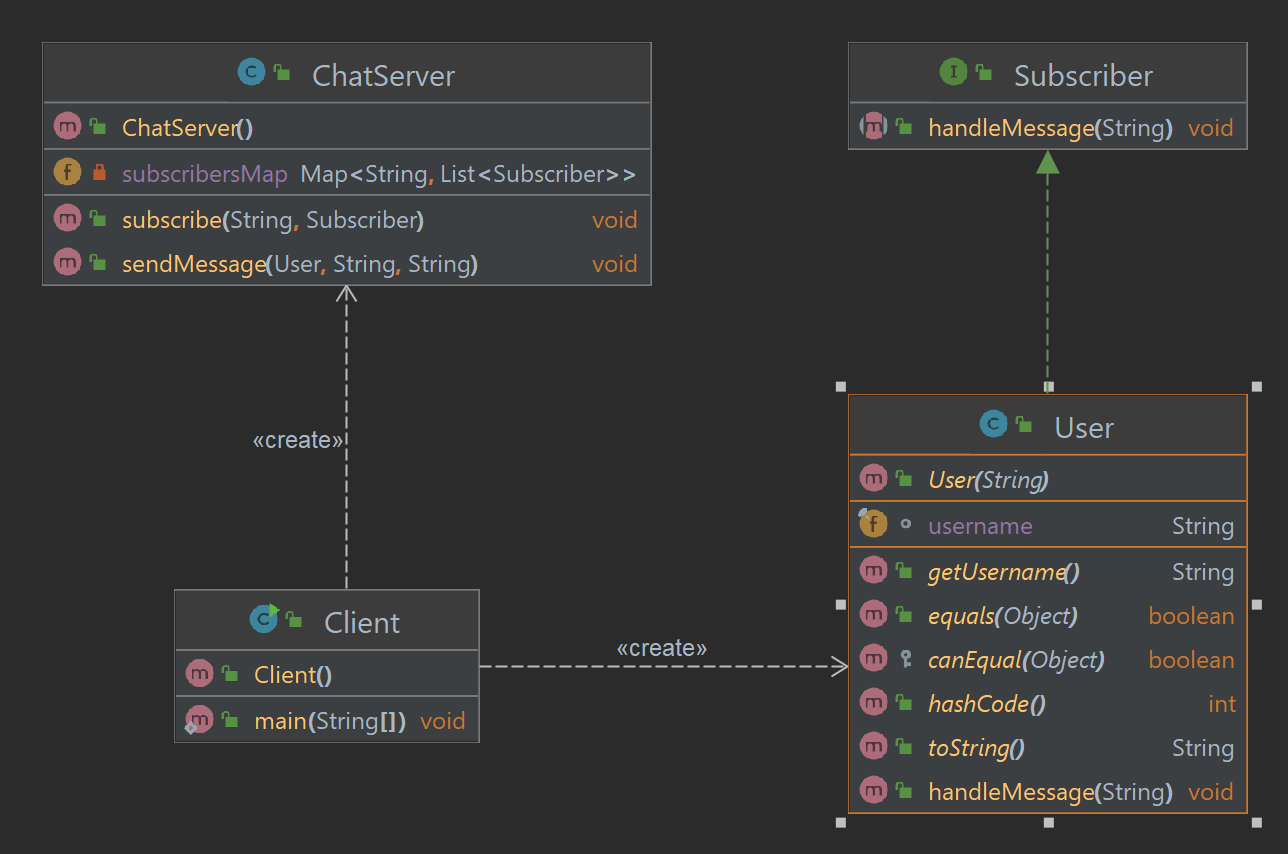 ChatServer
ChatServer()
subscribersMap Map<String, List<Subscriber>>
subscribe(String, Subscriber) void
sendMessage(User, String, String) void
Subscriber
handleMessage(String) void
«create»
Client
Client()
main(String[]) void
«create»
User
User(String)
username String
getUsername() String
equals(Object) boolean
canEqual(Object) boolean
hashCode() int
toString() String
handleMessage(String) void